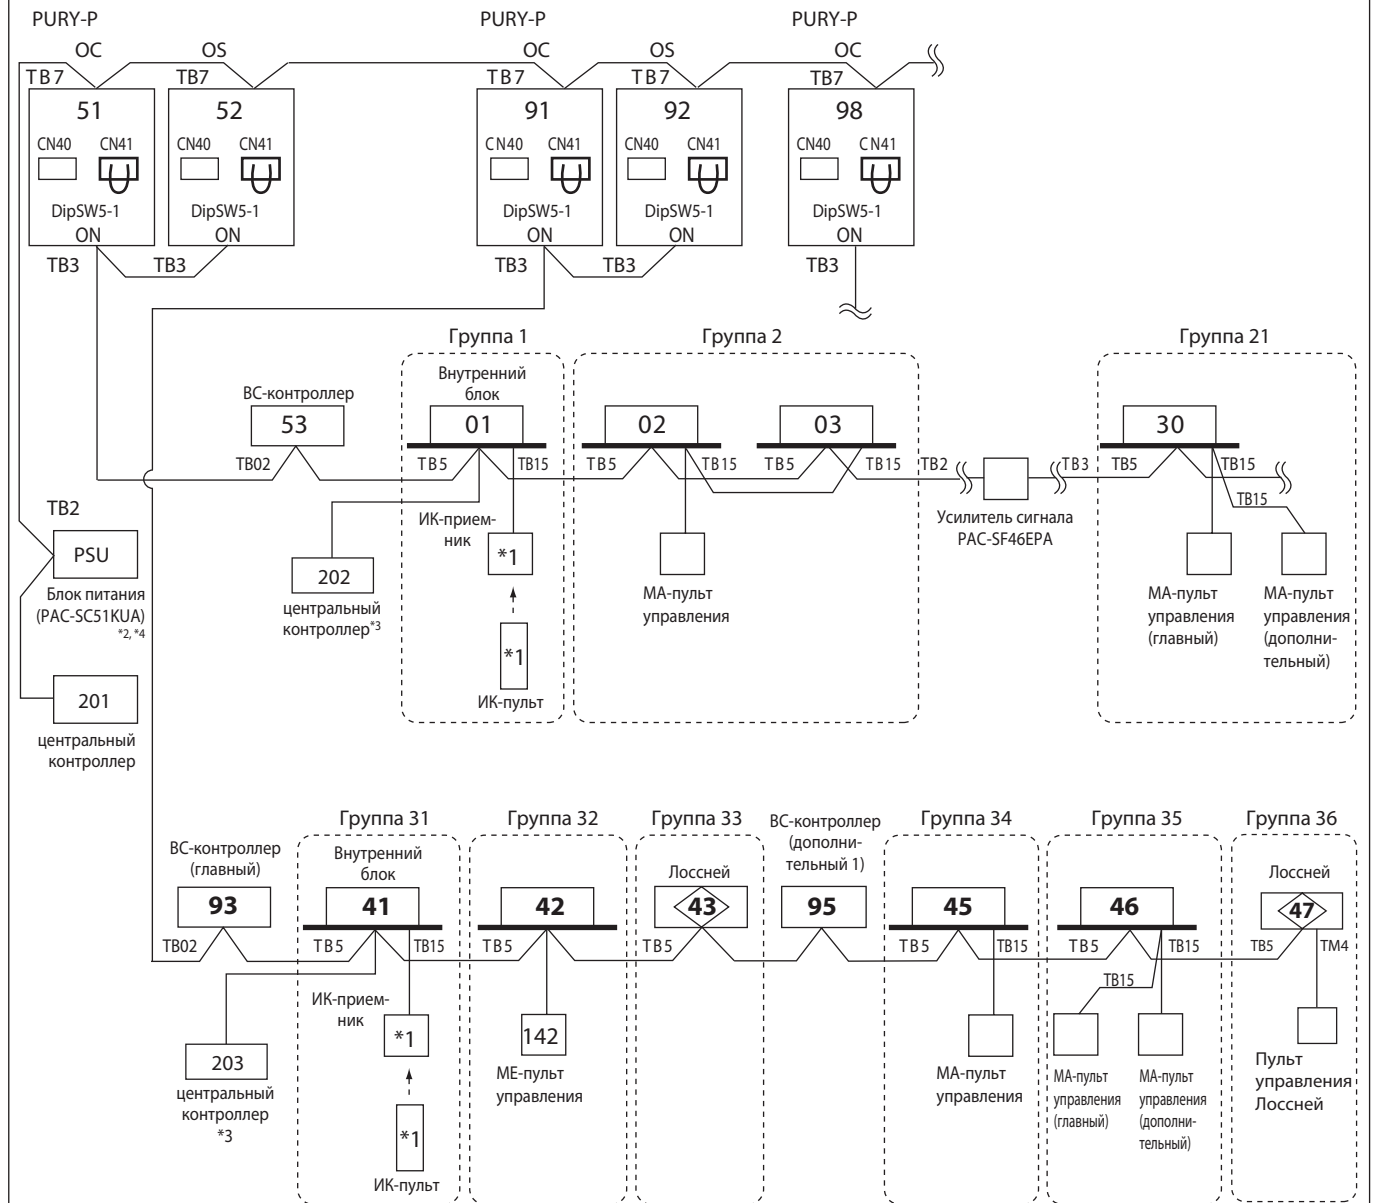 PURY-P PURY-P PURY-P
OC OS OC OS OC
TB7 TB7 TB7 TB7 TB7
51 52 91 92 98
CN40 CN41 CN40 CN41 CN40 CN41 CN40 CN41 CN40 CN41
DipSW5-1 DipSW5-1 DipSW5-1 DipSW5-1 DipSW5-1
ON ON ON ON ON
TB3 TB3 TB3 TB3 TB3
Группа 1 Группа 2 Группа 21
Внутренний
блок
BC-контроллер
53 01 02 03 30
TB02 TB5 TB15 TB5 TB15 TB5 TB15 TB2 TB3 TB5 TB15
TB15
TB2
PSU
Блок питания
(PAC-SC51KUA)
*2, *4
ИК-прием-
ник
*1
202
центральный
контроллер*3
*1
ИК-пульт
МА-пульт
управления
Усилитель сигнала
PAC-SF46EPA
МА-пульт
управления
(главный)
МА-пульт
управления
(дополни-
тельный)
201
центральный
контроллер
Группа 31 Группа 32 Группа 33 Группа 34 Группа 35 Группа 36
BC-контроллер
(главный)
Внутренний
блок
Лоссней
BC-контроллер
(дополни-
тельный 1)
Лоссней
93 41 42 43 95 45 46 47
TB02 TB5 TB15 TB5 TB5 TB5 TB15 TB5 TB15 TB5 TM4
TB15
ИК-прием-
ник
*1
203
центральный
контроллер
*3
*1
ИК-пульт
142
МЕ-пульт
управления
МА-пульт
управления
МА-пульт
управления
(главный)
МА-пульт
управления
(дополни-
тельный)
Пульт
управления
Лоссней